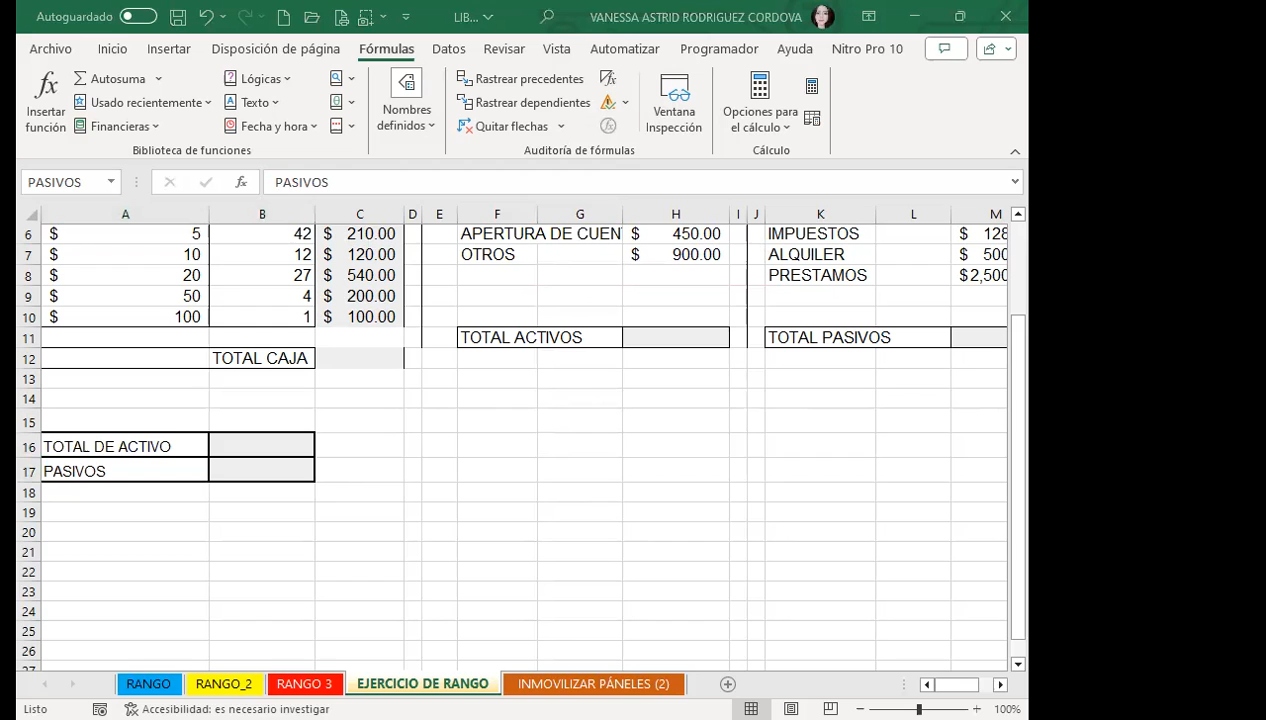 Autoguardado LIB... VANESSA ASTRID RODRIGUEZ CORDOVA
Archivo Inicio Insertar Disposición de página Fórmulas Datos Revisar Vista Automatizar Programador Ayuda Nitro Pro 10
fx Insertar función
Autosuma
Usado recientemente
Financieras
Lógicas
Texto
Fecha y hora
Biblioteca de funciones
Nombres definidos
Rastrear precedentes
Rastrear dependientes
Quitar flechas
Auditoría de fórmulas
Ventana Inspección
Opciones para el cálculo
Cálculo
PASIVOS fx PASIVOS
A B C D E F G H I J K L M
6 $ 5 42 $ 210.00 APERTURA DE CUEN $ 450.00 IMPUESTOS $ 128
7 $ 10 12 $ 120.00 OTROS $ 900.00 ALQUILER $ 500
8 $ 20 27 $ 540.00 PRESTAMOS $2,500
9 $ 50 4 $ 200.00
10 $ 100 1 $ 100.00
11 TOTAL ACTIVOS TOTAL PASIVOS
12 TOTAL CAJA
13
14
15
16 TOTAL DE ACTIVO
17 PASIVOS
18
19
20
21
22
23
24
25
26
27
RANGO RANGO_2 RANGO 3 EJERCICIO DE RANGO INMOVILIZAR PÁNELES (2)
Listo Accesibilidad: es necesario investigar 100%